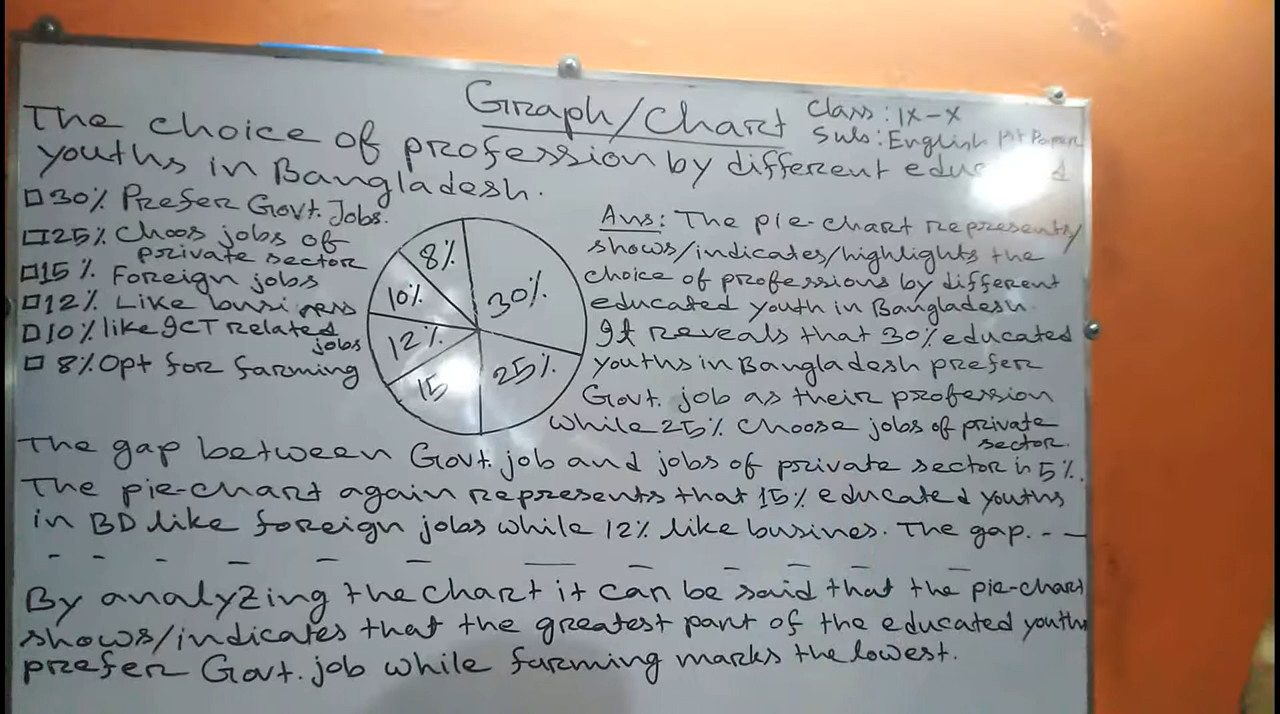 Graph/Chart
Class: IX-X
Sub: English 1st Paper
The choice of profession by different
youths in Bangladesh.
□ 30% Prefer Govt. Jobs.
□ 25% Choos jobs of
private sector
□ 15% Foreign jobs
□ 12% Like business
□ 10% like ICT related
jobs
□ 8% Opt for farming
8%
30%
10%
12%
15
25%
Ans: The pie-chart represents/
shows/indicates/highlights the
choice of professions by different
educated youth in Bangladesh.
It reveals that 30% educated
youths in Bangladesh prefer
Govt. job as their profession
while 25% choose jobs of private
sector.
The gap between Govt. job and jobs of private sector is 5%.
The pie-chart again represents that 15% educated youths
in BD like foreign jobs while 12% like busines. The gap. - —
- - - — — — — — — — —
By analyzing the chart it can be said that the pie-chart
shows/indicates that the greatest part of the educated youths
prefer Govt. job while farming marks the lowest.